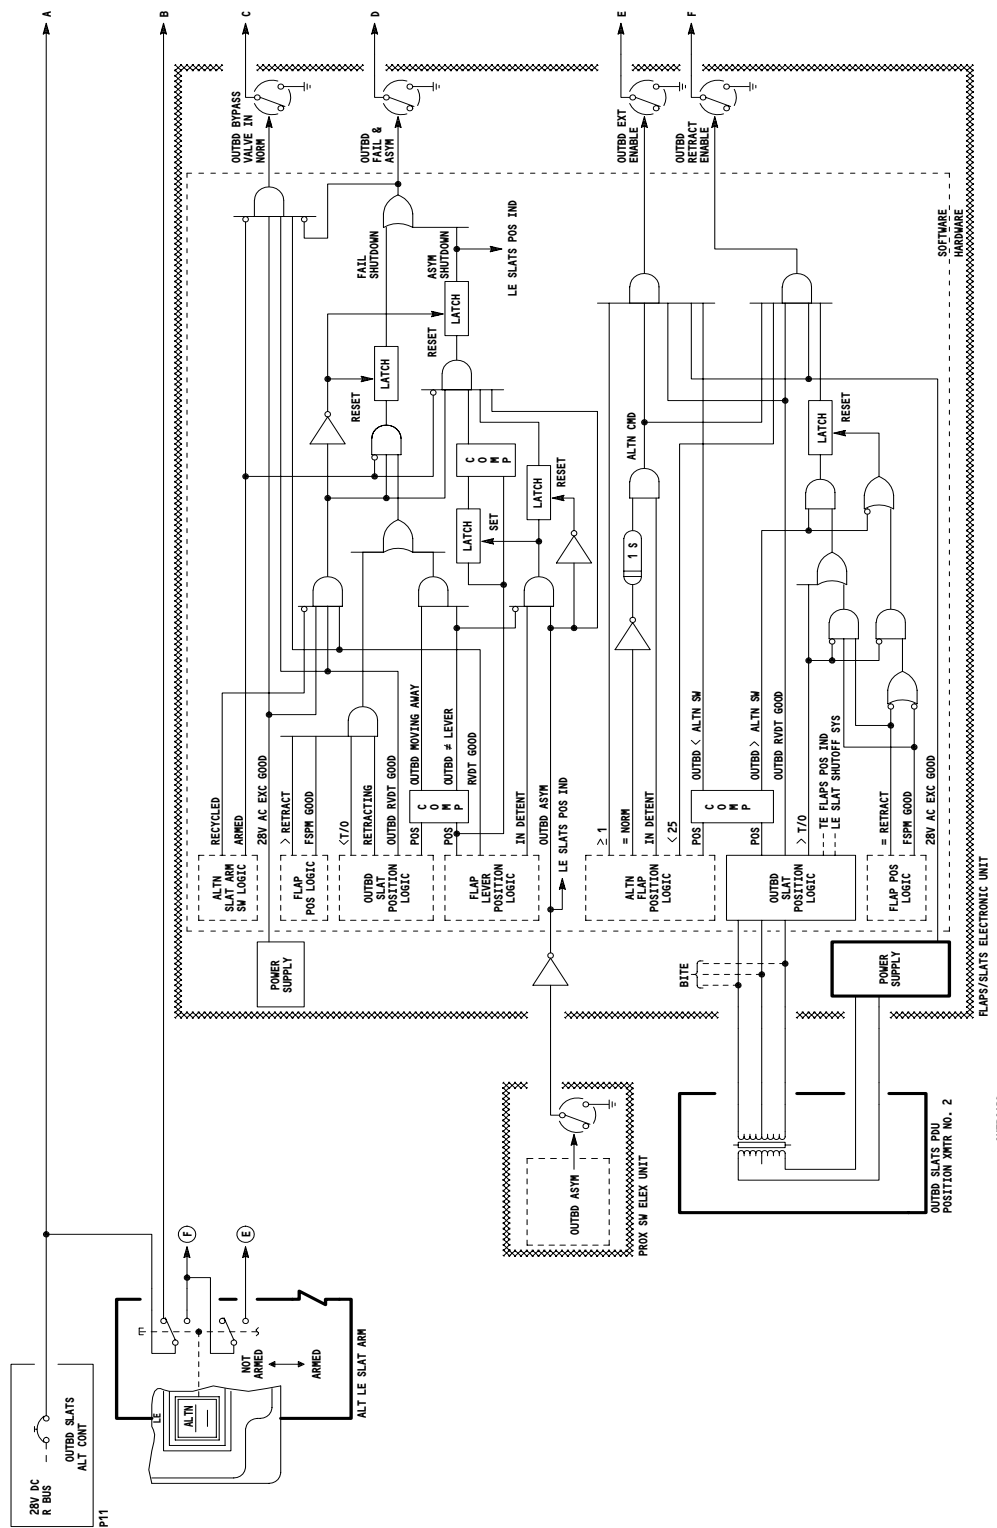 A
B
C
D
E
F
28V DC
R BUS
OUTBD SLATS
ALT CONT
P11
LE
ALTN
NOT
ARMED
ARMED
ALT LE SLAT ARM
F
E
OUTBD ASYM
PROX SW ELEX UNIT
OUTBD SLATS PDU
POSITION XMTR NO. 2
BITE
POWER
SUPPLY
POWER
SUPPLY
FLAPS/SLATS ELECTRONIC UNIT
ALTN
SLAT ARM
SW LOGIC
RECYCLED
ARMED
28V AC EXC GOOD
FLAP
POS LOGIC
> RETRACT
FSPM GOOD
OUTBD
SLAT
POSITION
LOGIC
<T/O
RETRACTING
OUTBD RVDT GOOD
POS
FLAP
LEVER
POSITION
LOGIC
POS
COMP
OUTBD MOVING AWAY
OUTBD ≠ LEVER
RVDT GOOD
IN DETENT
OUTBD ASYM
LE SLATS POS IND
ALTN
FLAP
POSITION
LOGIC
≥ 1
= NORM
IN DETENT
< 25
POS
COMP
OUTBD < ALTN SW
OUTBD > ALTN SW
OUTBD RVDT GOOD
OUTBD
SLAT
POSITION
LOGIC
POS
> T/O
TE FLAPS POS IND
LE SLAT SHUTOFF SYS
FLAP POS
LOGIC
= RETRACT
FSPM GOOD
28V AC EXC GOOD
LATCH
RESET
LATCH
RESET
LATCH
SET
COMP
LATCH
RESET
1 S
ALTN CMD
LATCH
RESET
FAIL
SHUTDOWN
ASYM
SHUTDOWN
LE SLATS POS IND
SOFTWARE
HARDWARE
OUTBD BYPASS
VALVE IN
NORM
OUTBD
FAIL &
ASYM
OUTBD EXT
ENABLE
OUTBD
RETRACT
ENABLE